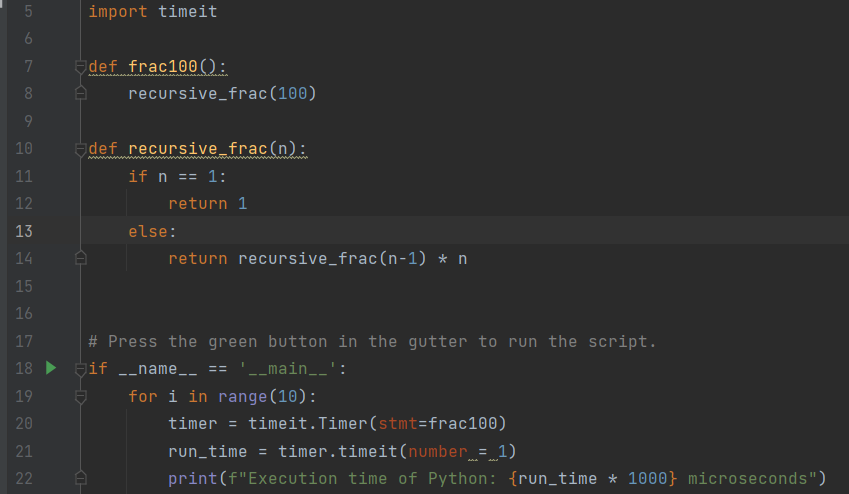 5 import timeit
6
7 def frac100():
8     recursive_frac(100)
9
10 def recursive_frac(n):
11     if n == 1:
12         return 1
13     else:
14         return recursive_frac(n-1) * n
15
16
17 # Press the green button in the gutter to run the script.
18 if __name__ == '__main__':
19     for i in range(10):
20         timer = timeit.Timer(stmt=frac100)
21         run_time = timer.timeit(number = 1)
22         print(f"Execution time of Python: {run_time * 1000} microseconds")